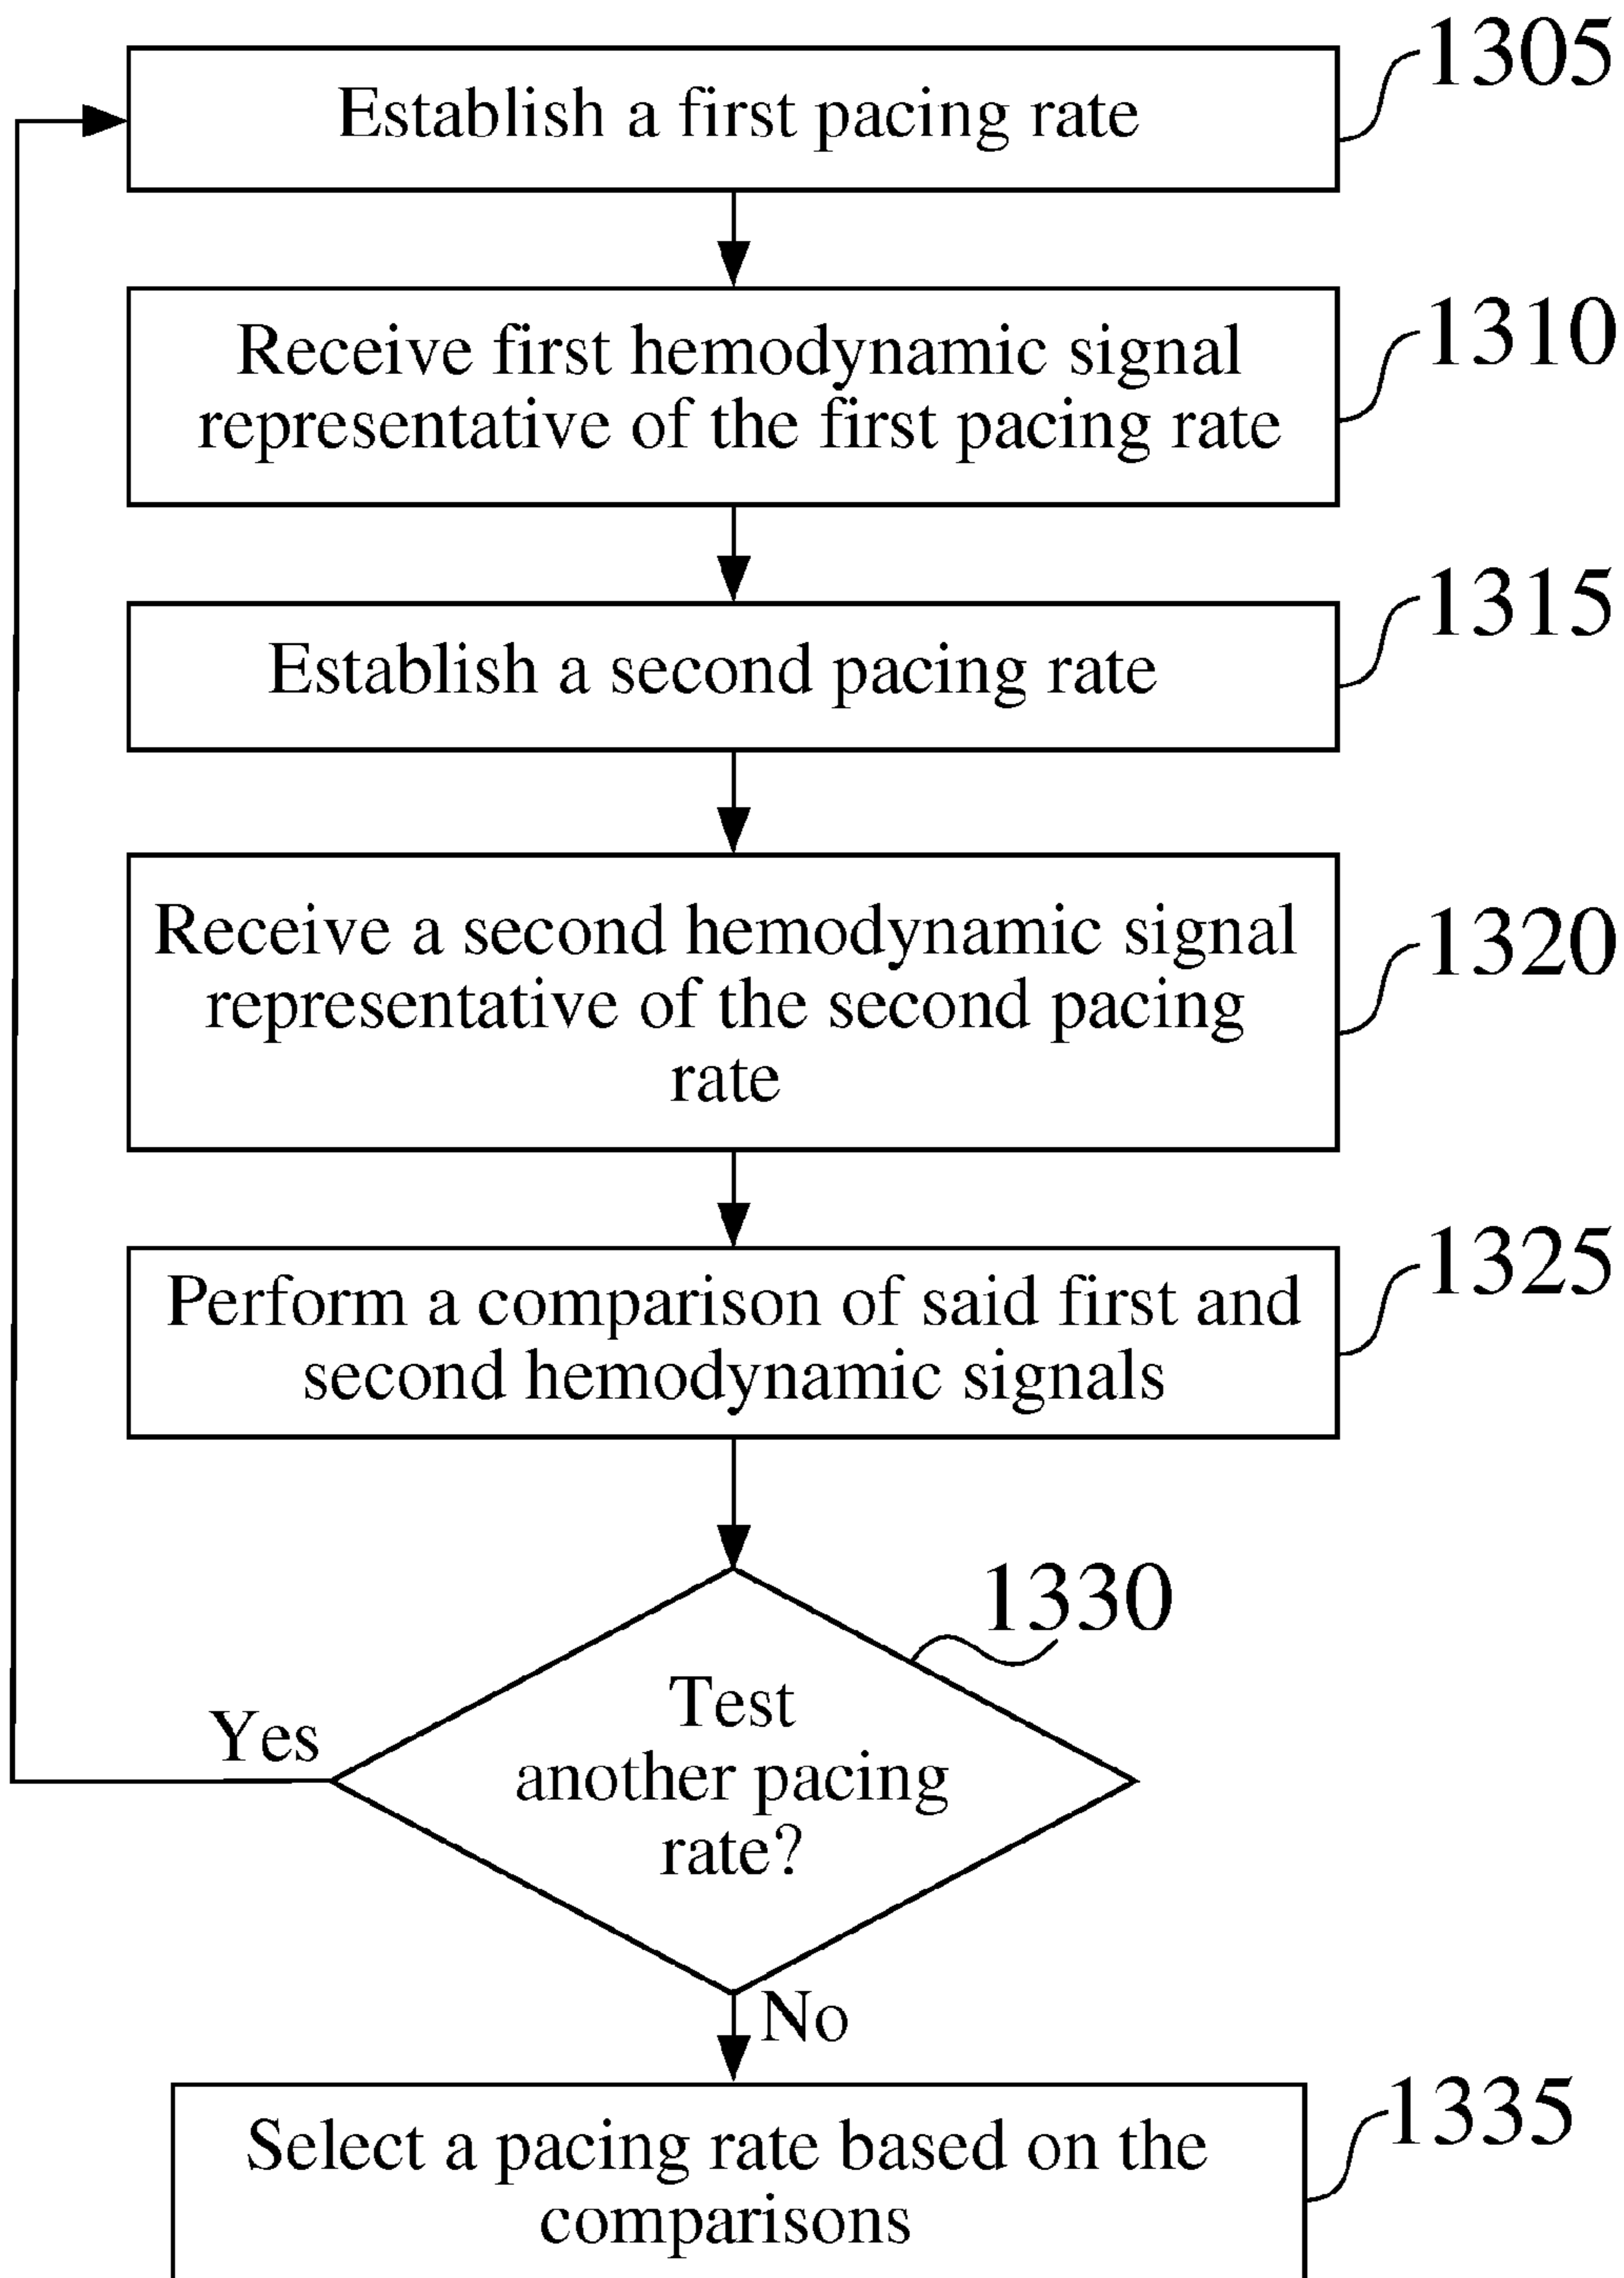 1305
Establish a first pacing rate
1310
Receive first hemodynamic signal
representative of the first pacing rate
1315
Establish a second pacing rate
1320
Receive a second hemodynamic signal
representative of the second pacing
rate
1325
Perform a comparison of said first and
second hemodynamic signals
1330
Test
another pacing
rate?
Yes
No
1335
Select a pacing rate based on the
comparisons